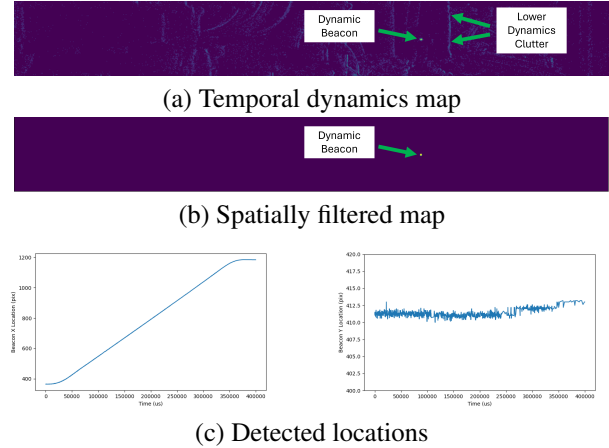 Dynamic
Beacon
Lower
Dynamics
Clutter
(a) Temporal dynamics map
Dynamic
Beacon
(b) Spatially filtered map
Beacon X Location (pix)
1200
1000
800
600
400
0
50000
100000
150000
200000
250000
300000
350000
400000
Time (us)
Beacon Y Location (pix)
420.0
417.5
415.0
412.5
410.0
407.5
405.0
402.5
400.0
0
50000
100000
150000
200000
250000
300000
350000
400000
Time (us)
(c) Detected locations